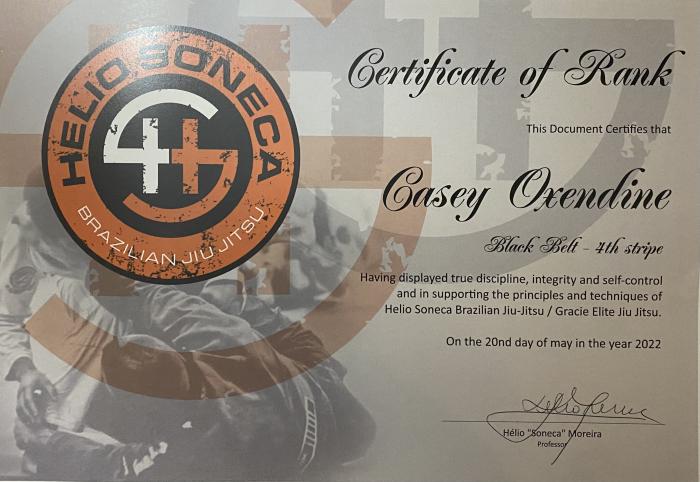 HELIO SONECA
BRAZILIAN JIU-JITSU
Certificate of Rank
This Document Certifies that
Casey Oxendine
Black Belt - 4th stripe
Having displayed true discipline, integrity and self-control
and in supporting the principles and techniques of
Helio Soneca Brazilian Jiu-Jitsu / Gracie Elite Jiu Jitsu.
On the 20nd day of may in the year 2022
Hélio "Soneca" Moreira
Professor